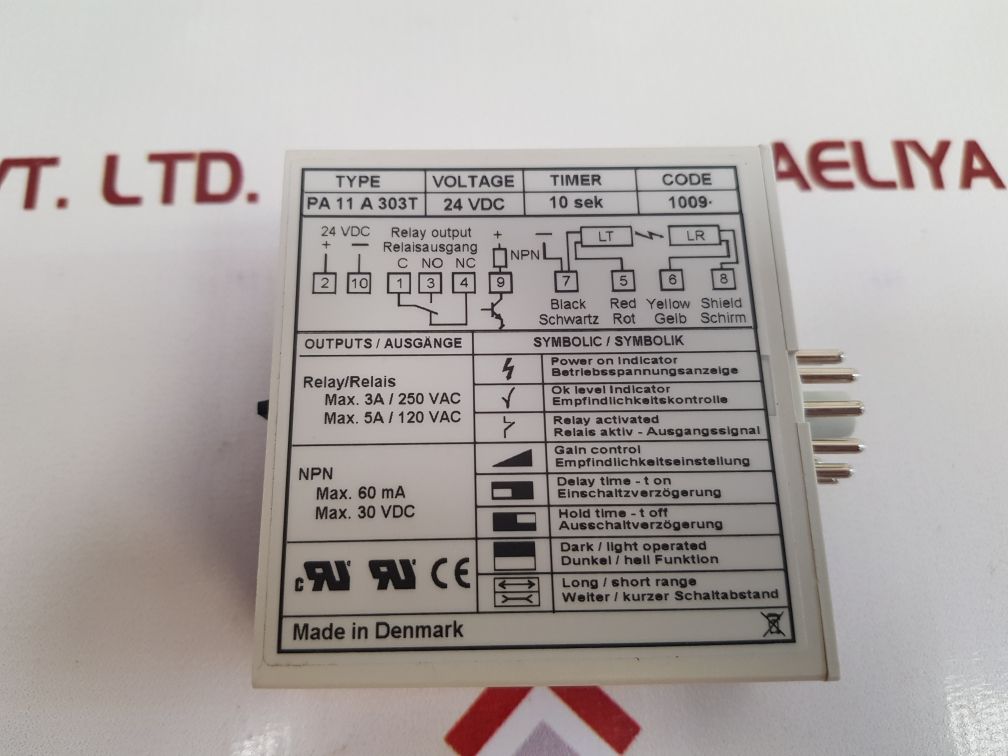 VT. LTD.
AELIYA
TYPE VOLTAGE TIMER CODE
PA 11 A 303T 24 VDC 10 sek 1009·
24 VDC
+ —
Relay output
Relaisausgang
C NO NC
+ NPN —
LT LR
2 10 1 3 4 9 7 5 6 8
Black Red Yellow Shield
Schwartz Rot Gelb Schirm
OUTPUTS / AUSGÄNGE
SYMBOLIC / SYMBOLIK
Relay/Relais
Max. 3A / 250 VAC
Max. 5A / 120 VAC
NPN
Max. 60 mA
Max. 30 VDC
Power on Indicator
Betriebsspannungsanzeige
Ok level Indicator
Empfindlichkeitskontrolle
Relay activated
Relais aktiv - Ausgangssignal
Gain control
Empfindlichkeitseinstellung
Delay time - t on
Einschaltzverzögerung
Hold time - t off
Ausschaltverzögerung
Dark / light operated
Dunkel / hell Funktion
Long / short range
Weiter / kurzer Schaltabstand
c RU RU CE
Made in Denmark